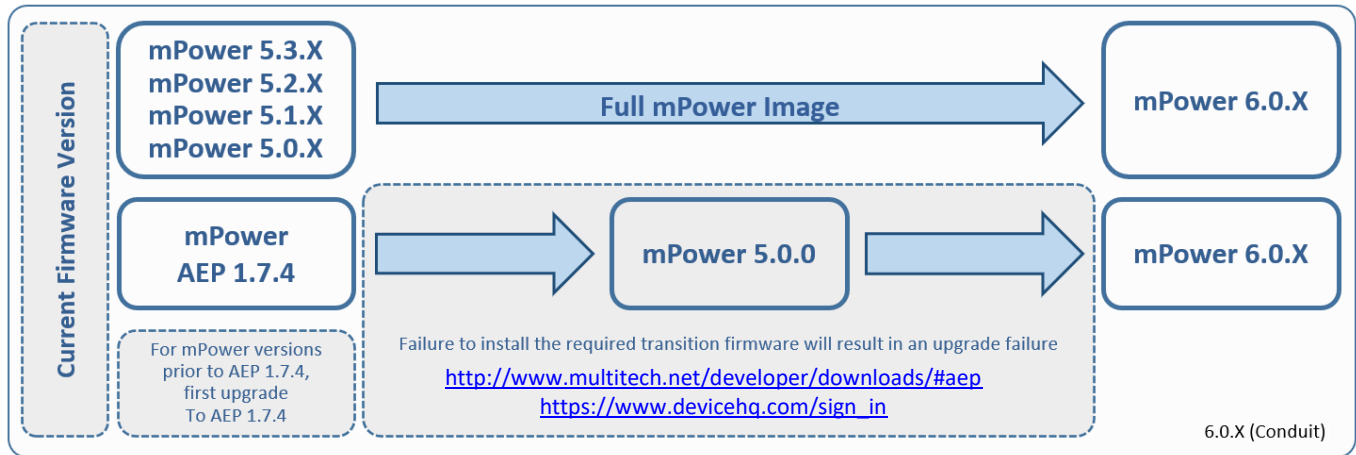 Current Firmware Version
mPower 5.3.X
mPower 5.2.X
mPower 5.1.X
mPower 5.0.X
Full mPower Image
mPower 6.0.X
mPower
AEP 1.7.4
mPower 5.0.0
mPower 6.0.X
For mPower versions
prior to AEP 1.7.4,
first upgrade
To AEP 1.7.4
Failure to install the required transition firmware will result in an upgrade failure
http://www.multitech.net/developer/downloads/#aep
https://www.devicehq.com/sign_in
6.0.X (Conduit)